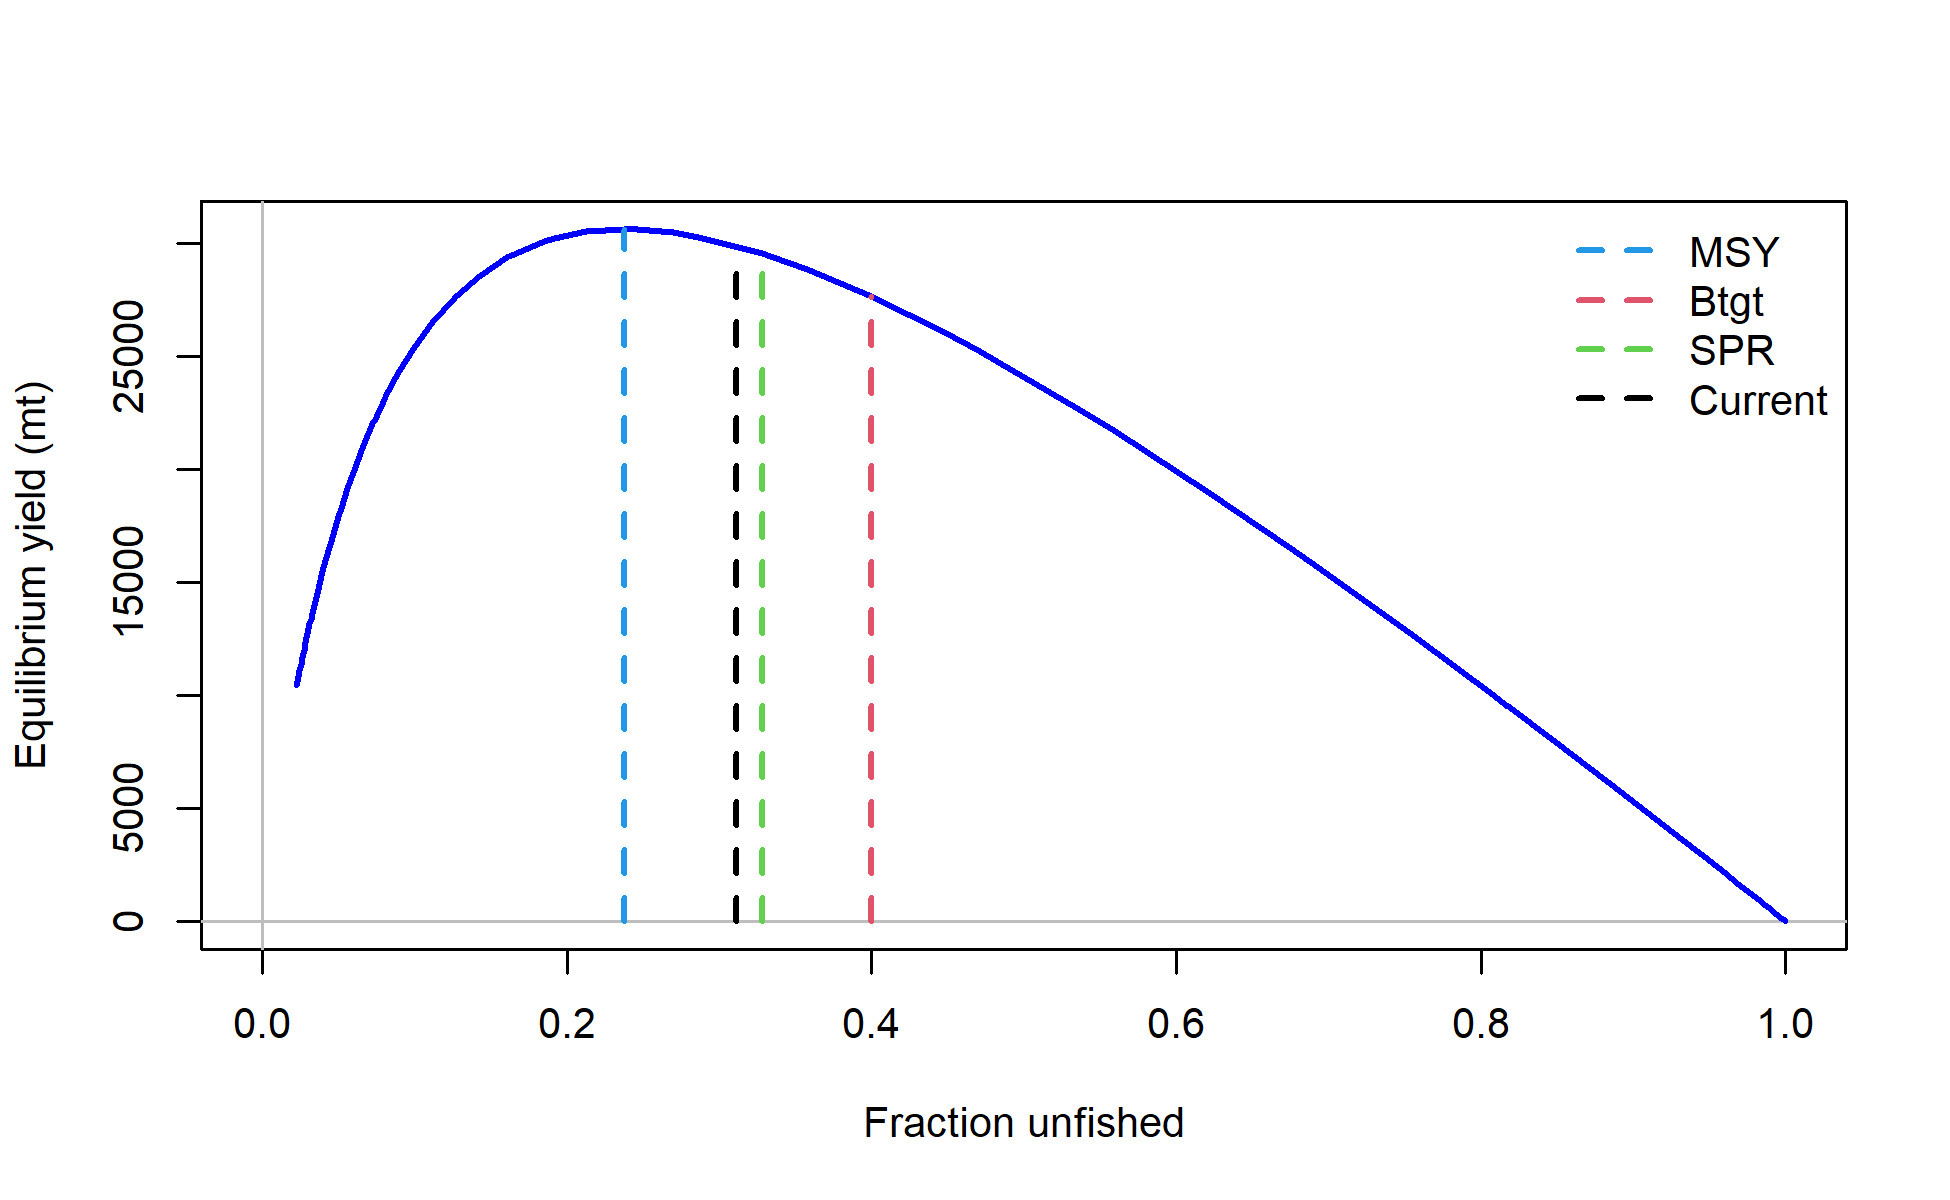 Equilibrium yield (mt)
25000
15000
5000
0
MSY
Btgt
SPR
Current
0.0 0.2 0.4 0.6 0.8 1.0
Fraction unfished